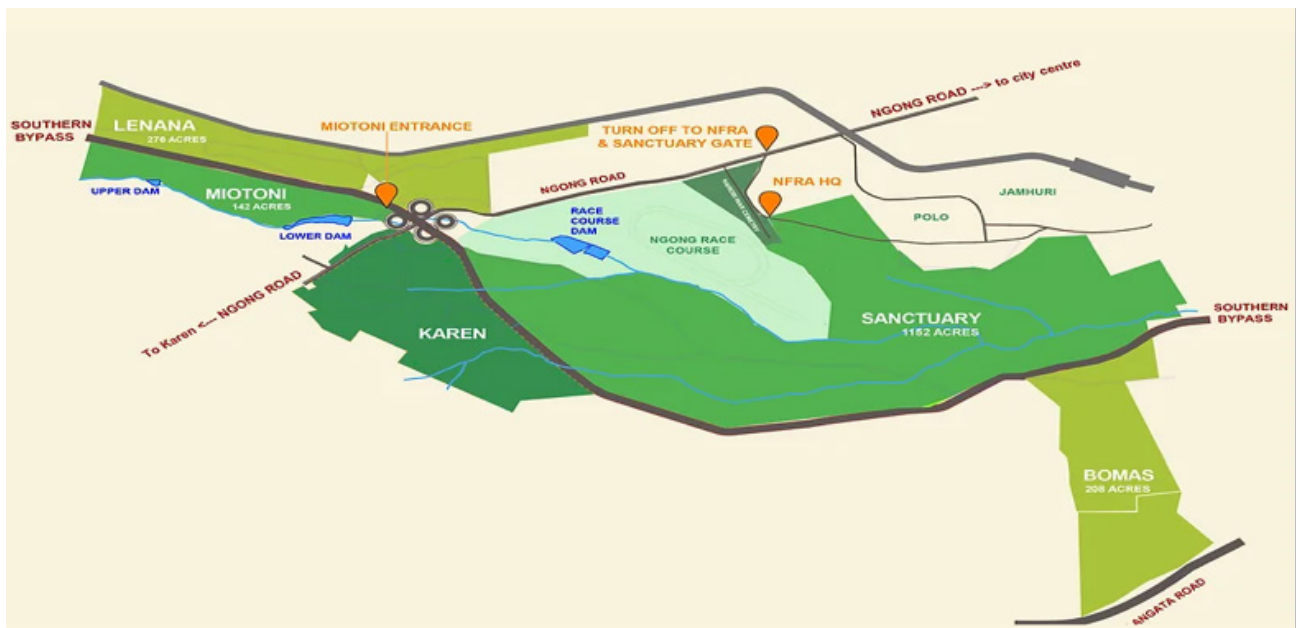 NGONG ROAD ---> to city centre
SOUTHERN
BYPASS
LENANA
276 ACRES
MIOTONI ENTRANCE
TURN OFF TO NFRA
& SANCTUARY GATE
NGONG ROAD
NFRA HQ
UPPER DAM
MIOTONI
142 ACRES
LOWER DAM
RACE
COURSE
DAM
NGONG RACE
COURSE
JAMHURI
POLO
To Karen <--- NGONG ROAD
KAREN
SANCTUARY
1152 ACRES
SOUTHERN
BYPASS
BOMAS
208 ACRES
ANGATA ROAD